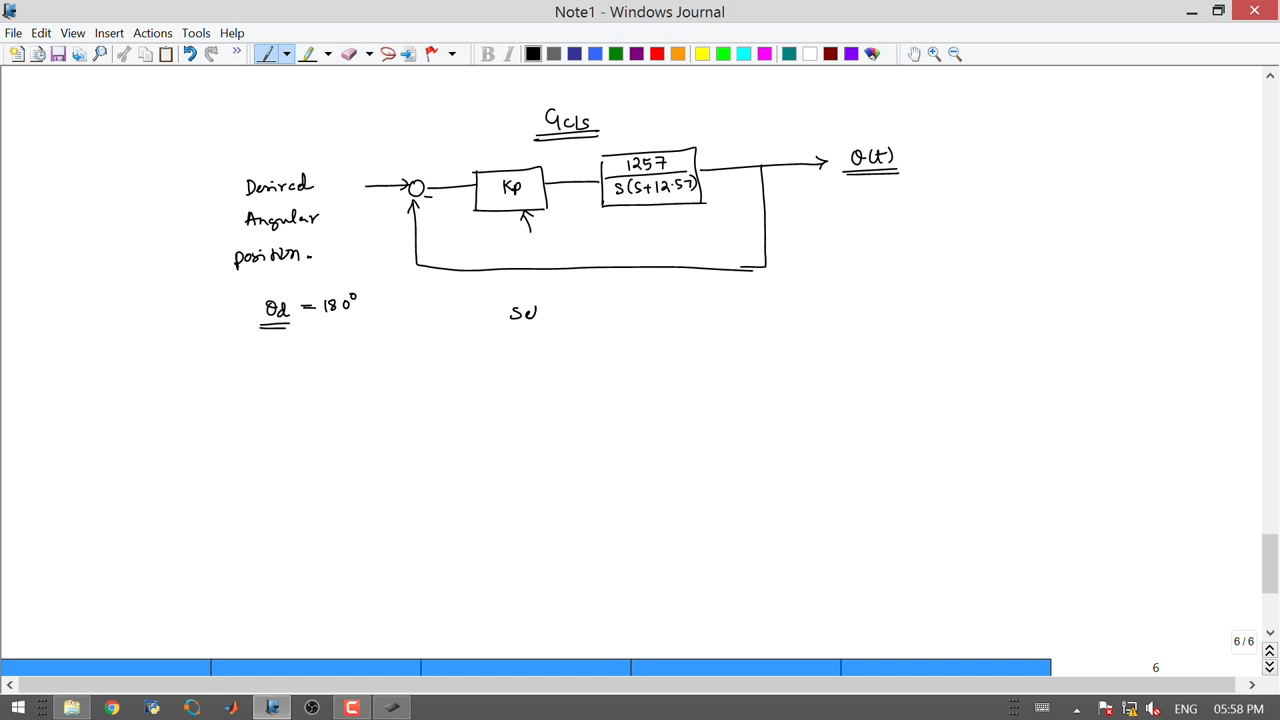 Note1 - Windows Journal
File Edit View Insert Actions Tools Help
GCLS
1257
θ(t)
Desired
Kp
s(s+12.57)
-
Angular
position.
θd = 180°
6 / 6
6
ENG 05:58 PM